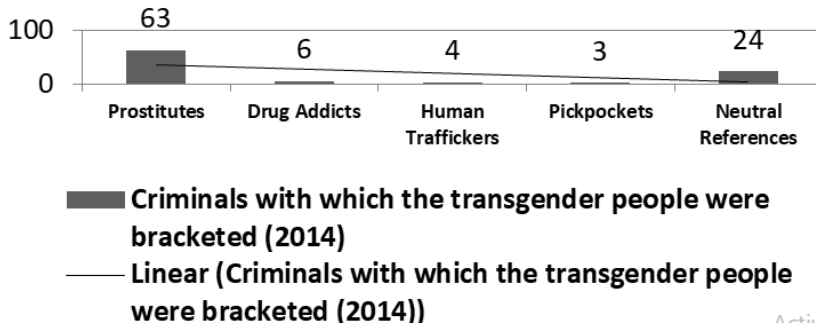 63
100
6
4
3
24
0
Prostitutes
Drug Addicts
Human
Traffickers
Pickpockets
Neutral
References
Criminals with which the transgender people were
bracketed (2014)
Linear (Criminals with which the transgender people
were bracketed (2014))